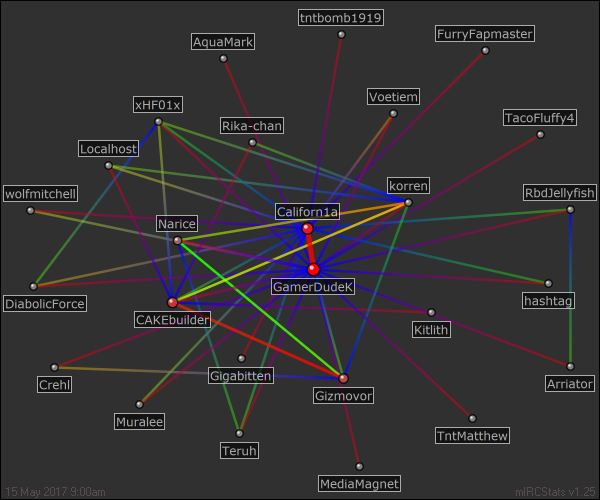 tntbomb1919
FurryFapmaster
AquaMark
Voetiem
xHF01x
TacoFluffy4
Rika-chan
Localhost
korren
wolfmitchell
RbdJellyfish
Californ1a
Narice
GamerDudeK
DiabolicForce
hashtag
CAKEbuilder
Kitlith
Gigabitten
Crehl
Arriator
Gizmovor
Muralee
TntMatthew
Teruh
MediaMagnet
15 May 2017 9:00am
mIRCStats v1.25